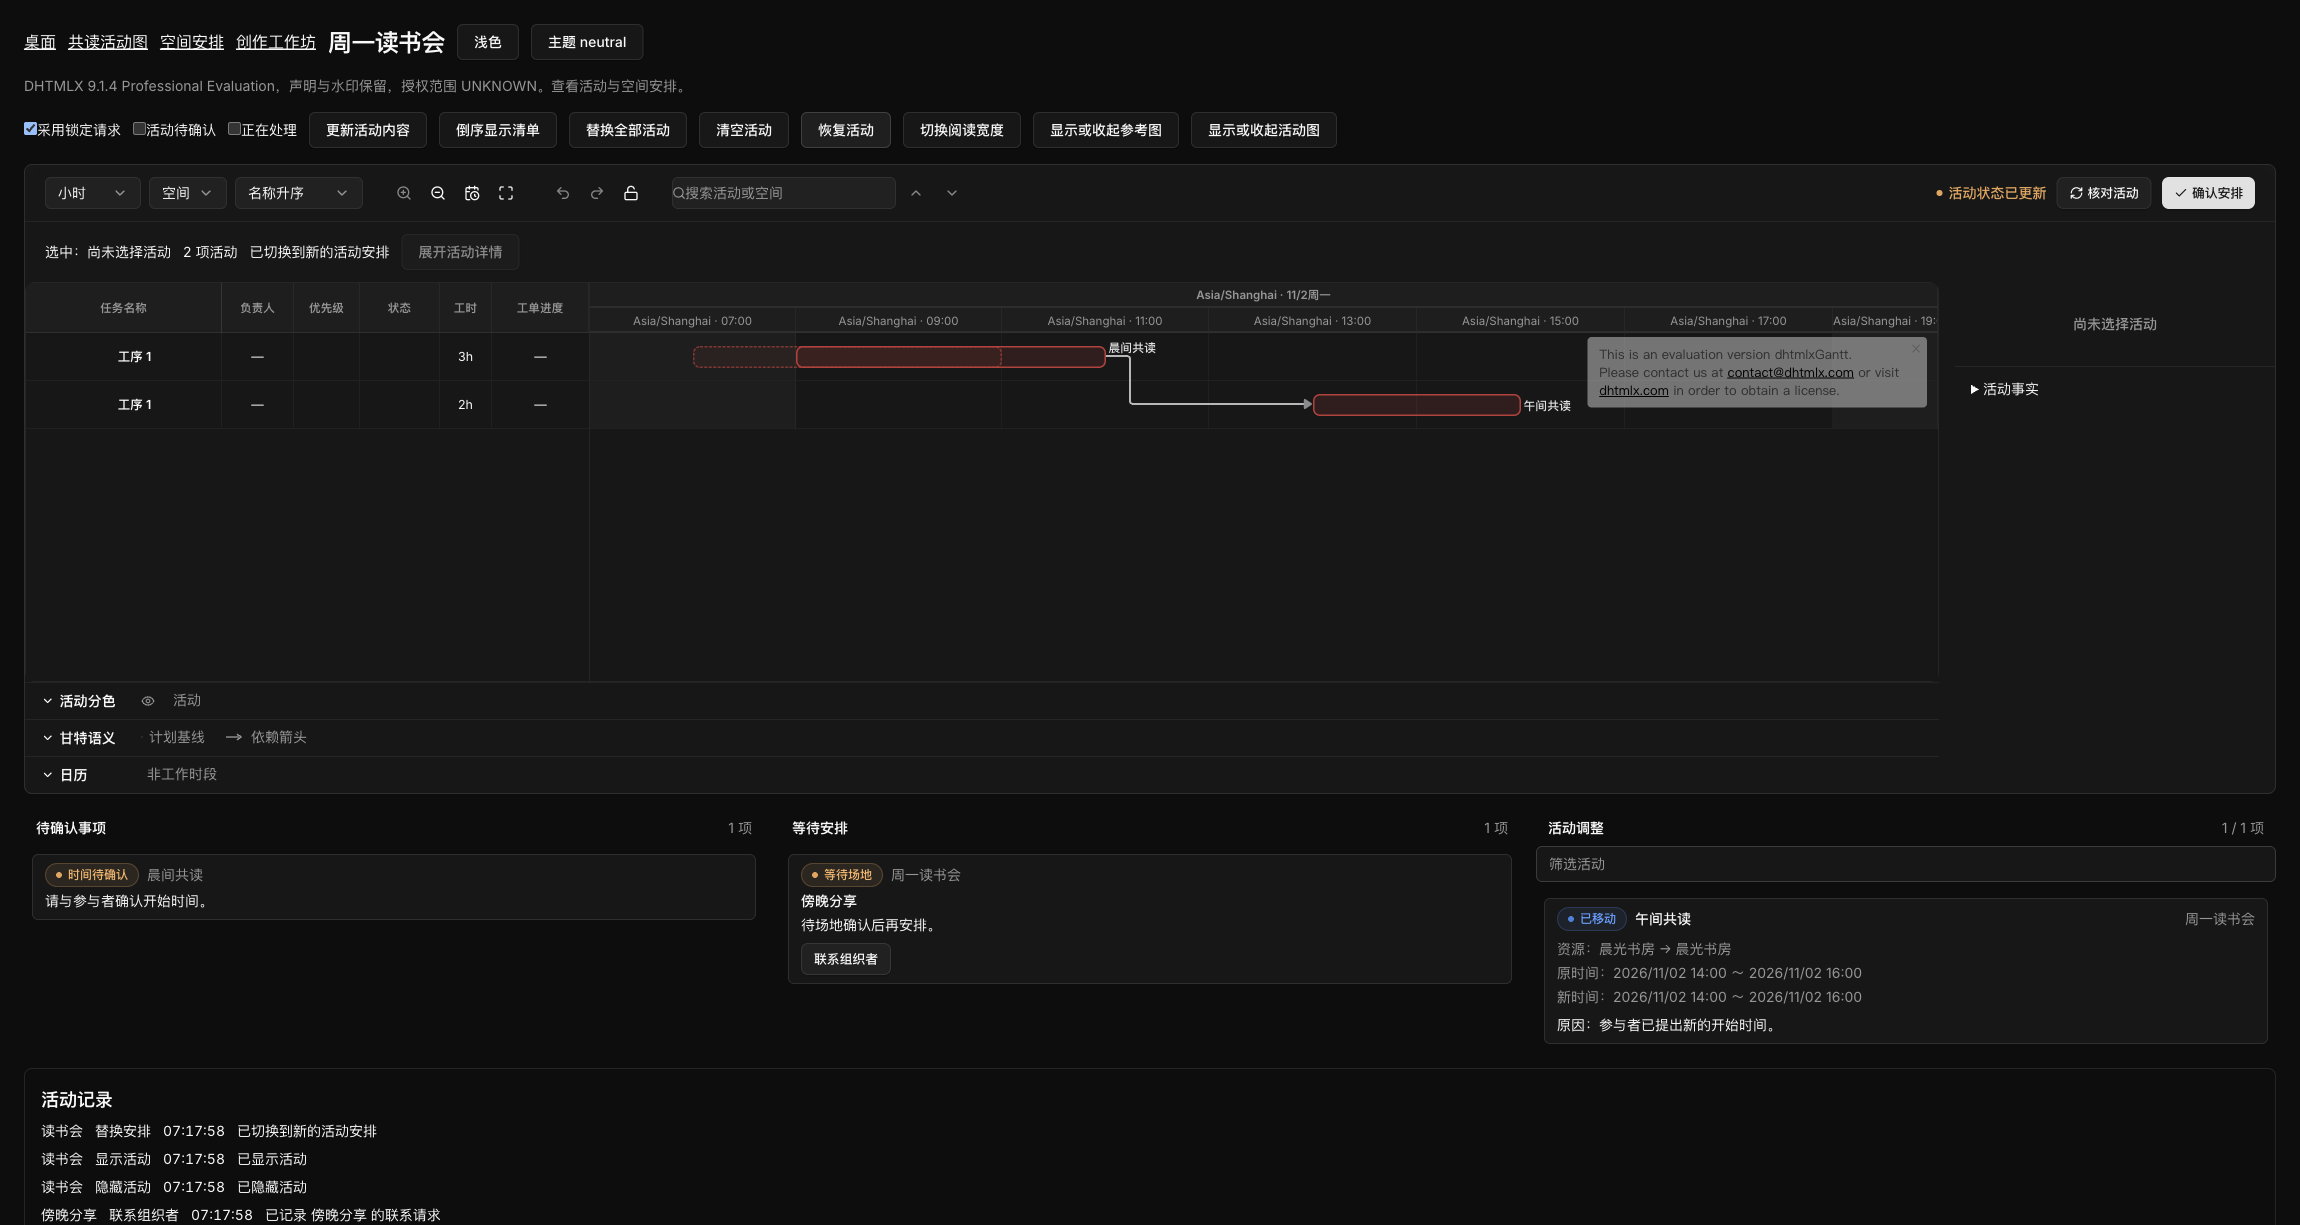 桌面 共读活动图 空间安排 创作工作坊 周一读书会 浅色 主题 neutral
DHTMLX 9.1.4 Professional Evaluation，声明与水印保留，授权范围 UNKNOWN。查看活动与空间安排。
采用锁定请求 活动待确认 正在处理 更新活动内容 倒序显示清单 替换全部活动 清空活动 恢复活动 切换阅读宽度 显示或收起参考图 显示或收起活动图
小时 空间 名称升序 搜索活动或空间 活动状态已更新 核对活动 确认安排
选中：尚未选择活动 2 项活动 已切换到新的活动安排 展开活动详情
任务名称 负责人 优先级 状态 工时 工单进度
Asia/Shanghai · 11/2周一
Asia/Shanghai · 07:00 Asia/Shanghai · 09:00 Asia/Shanghai · 11:00 Asia/Shanghai · 13:00 Asia/Shanghai · 15:00 Asia/Shanghai · 17:00 Asia/Shanghai · 19:
工序 1 — 3h —
晨间共读
工序 1 — 2h —
午间共读
This is an evaluation version dhtmlxGantt.
Please contact us at contact@dhtmlx.com or visit
dhtmlx.com in order to obtain a license.
尚未选择活动
活动事实
活动分色 活动
甘特语义 计划基线 依赖箭头
日历 非工作时段
待确认事项 1 项
时间待确认 晨间共读
请与参与者确认开始时间。
等待安排 1 项
等待场地 周一读书会
傍晚分享
待场地确认后再安排。
联系组织者
活动调整 1 / 1 项
筛选活动
已移动 午间共读 周一读书会
资源：晨光书房 → 晨光书房
原时间：2026/11/02 14:00 ～ 2026/11/02 16:00
新时间：2026/11/02 14:00 ～ 2026/11/02 16:00
原因：参与者已提出新的开始时间。
活动记录
读书会 替换安排 07:17:58 已切换到新的活动安排
读书会 显示活动 07:17:58 已显示活动
读书会 隐藏活动 07:17:58 已隐藏活动
傍晚分享 联系组织者 07:17:58 已记录 傍晚分享 的联系请求